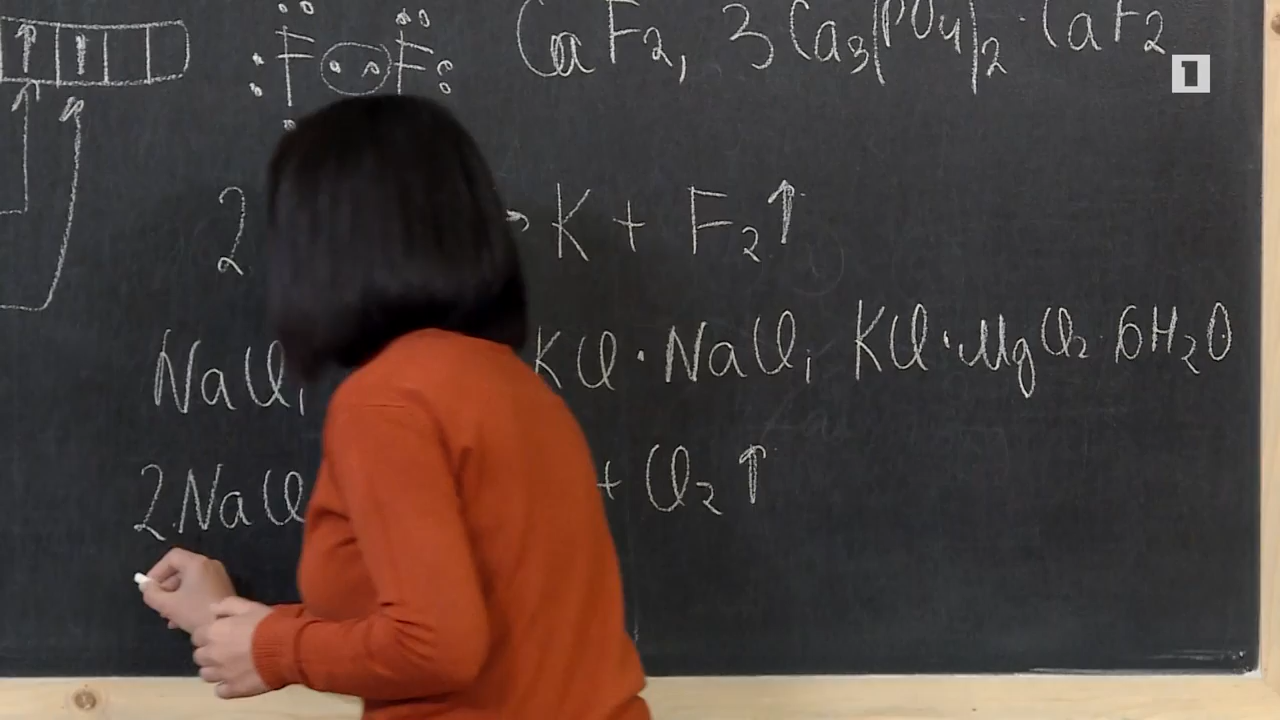 F F CaF₂, 3Ca₃(PO₄)₂ · CaF₂
1
2 → K + F₂↑
NaCl, KCl · NaCl, KCl · MgCl₂ · 6H₂O
2NaCl + Cl₂↑